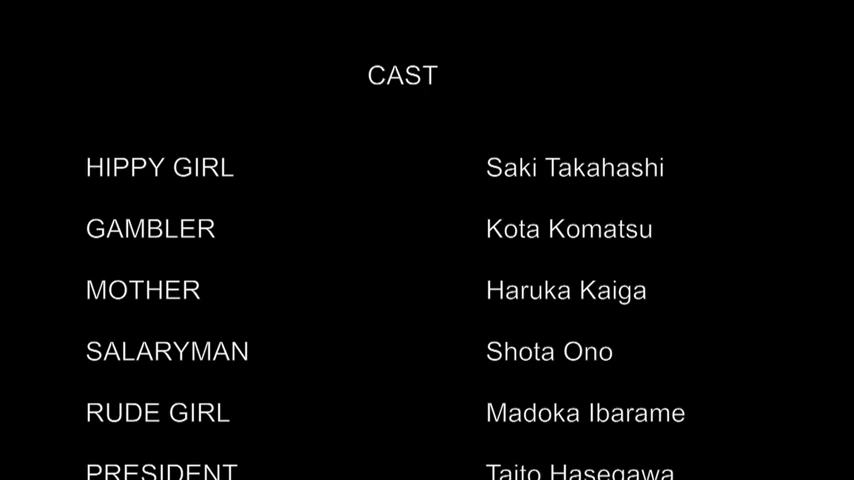 CAST
HIPPY GIRL Saki Takahashi
GAMBLER Kota Komatsu
MOTHER Haruka Kaiga
SALARYMAN Shota Ono
RUDE GIRL Madoka Ibarame
PRESIDENT Taito Hasegawa